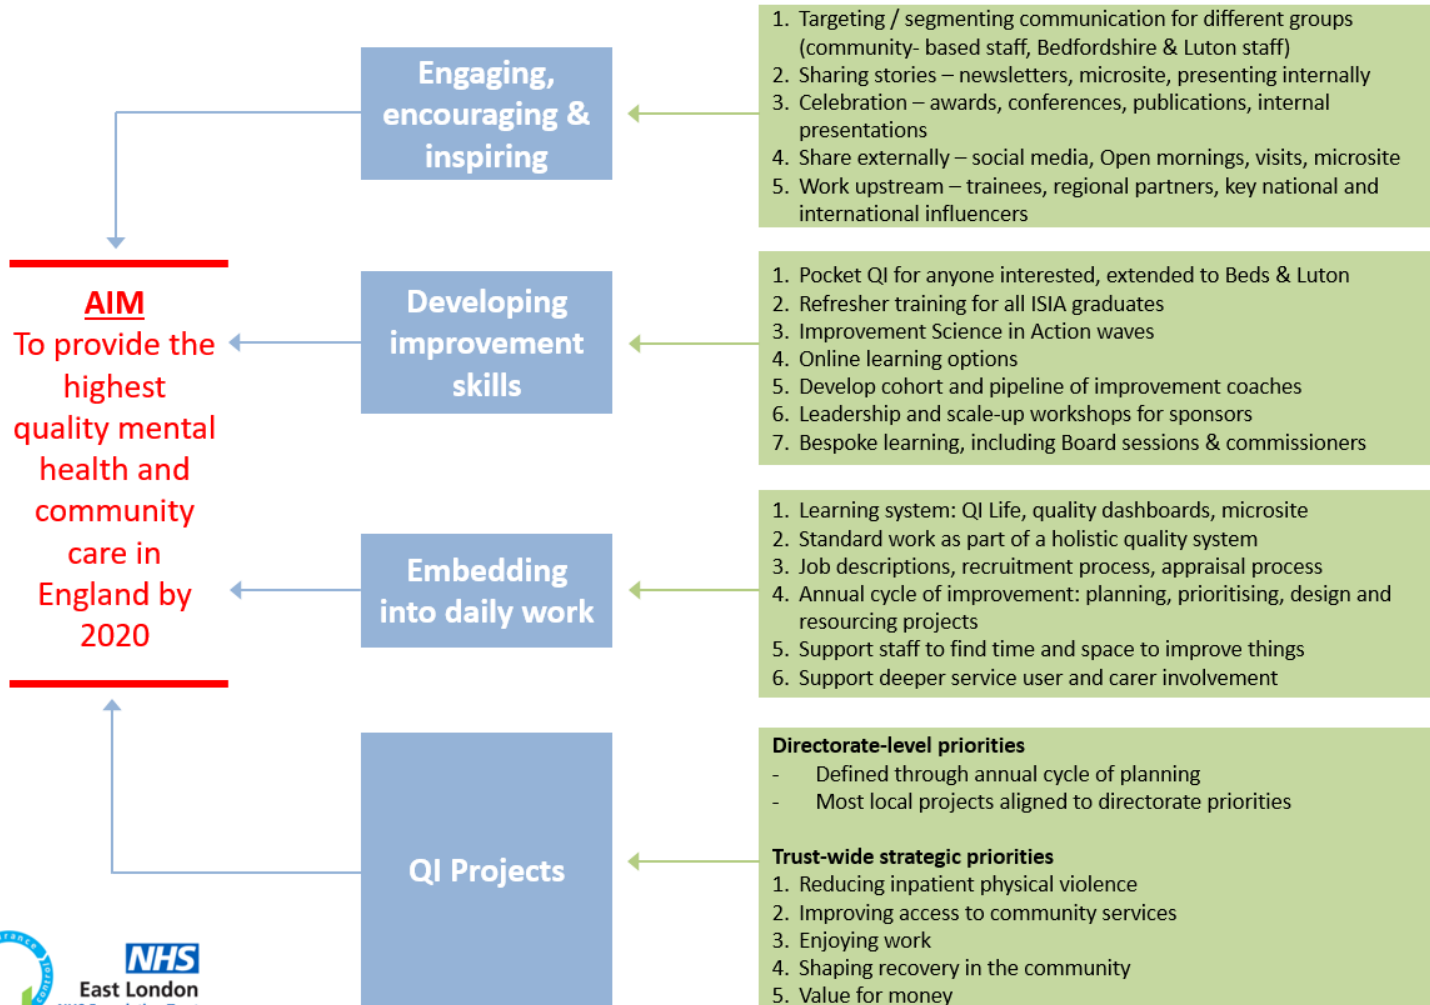 Engaging,
encouraging &
inspiring
1. Targeting / segmenting communication for different groups
(community- based staff, Bedfordshire & Luton staff)
2. Sharing stories – newsletters, microsite, presenting internally
3. Celebration – awards, conferences, publications, internal
presentations
4. Share externally – social media, Open mornings, visits, microsite
5. Work upstream – trainees, regional partners, key national and
international influencers
AIM
To provide the
highest
quality mental
health and
community
care in
England by
2020
Developing
improvement
skills
1. Pocket QI for anyone interested, extended to Beds & Luton
2. Refresher training for all ISIA graduates
3. Improvement Science in Action waves
4. Online learning options
5. Develop cohort and pipeline of improvement coaches
6. Leadership and scale-up workshops for sponsors
7. Bespoke learning, including Board sessions & commissioners
Embedding
into daily work
1. Learning system: QI Life, quality dashboards, microsite
2. Standard work as part of a holistic quality system
3. Job descriptions, recruitment process, appraisal process
4. Annual cycle of improvement: planning, prioritising, design and
resourcing projects
5. Support staff to find time and space to improve things
6. Support deeper service user and carer involvement
QI Projects
Directorate-level priorities
- Defined through annual cycle of planning
- Most local projects aligned to directorate priorities
Trust-wide strategic priorities
1. Reducing inpatient physical violence
2. Improving access to community services
3. Enjoying work
4. Shaping recovery in the community
5. Value for money
control
NHS
East London